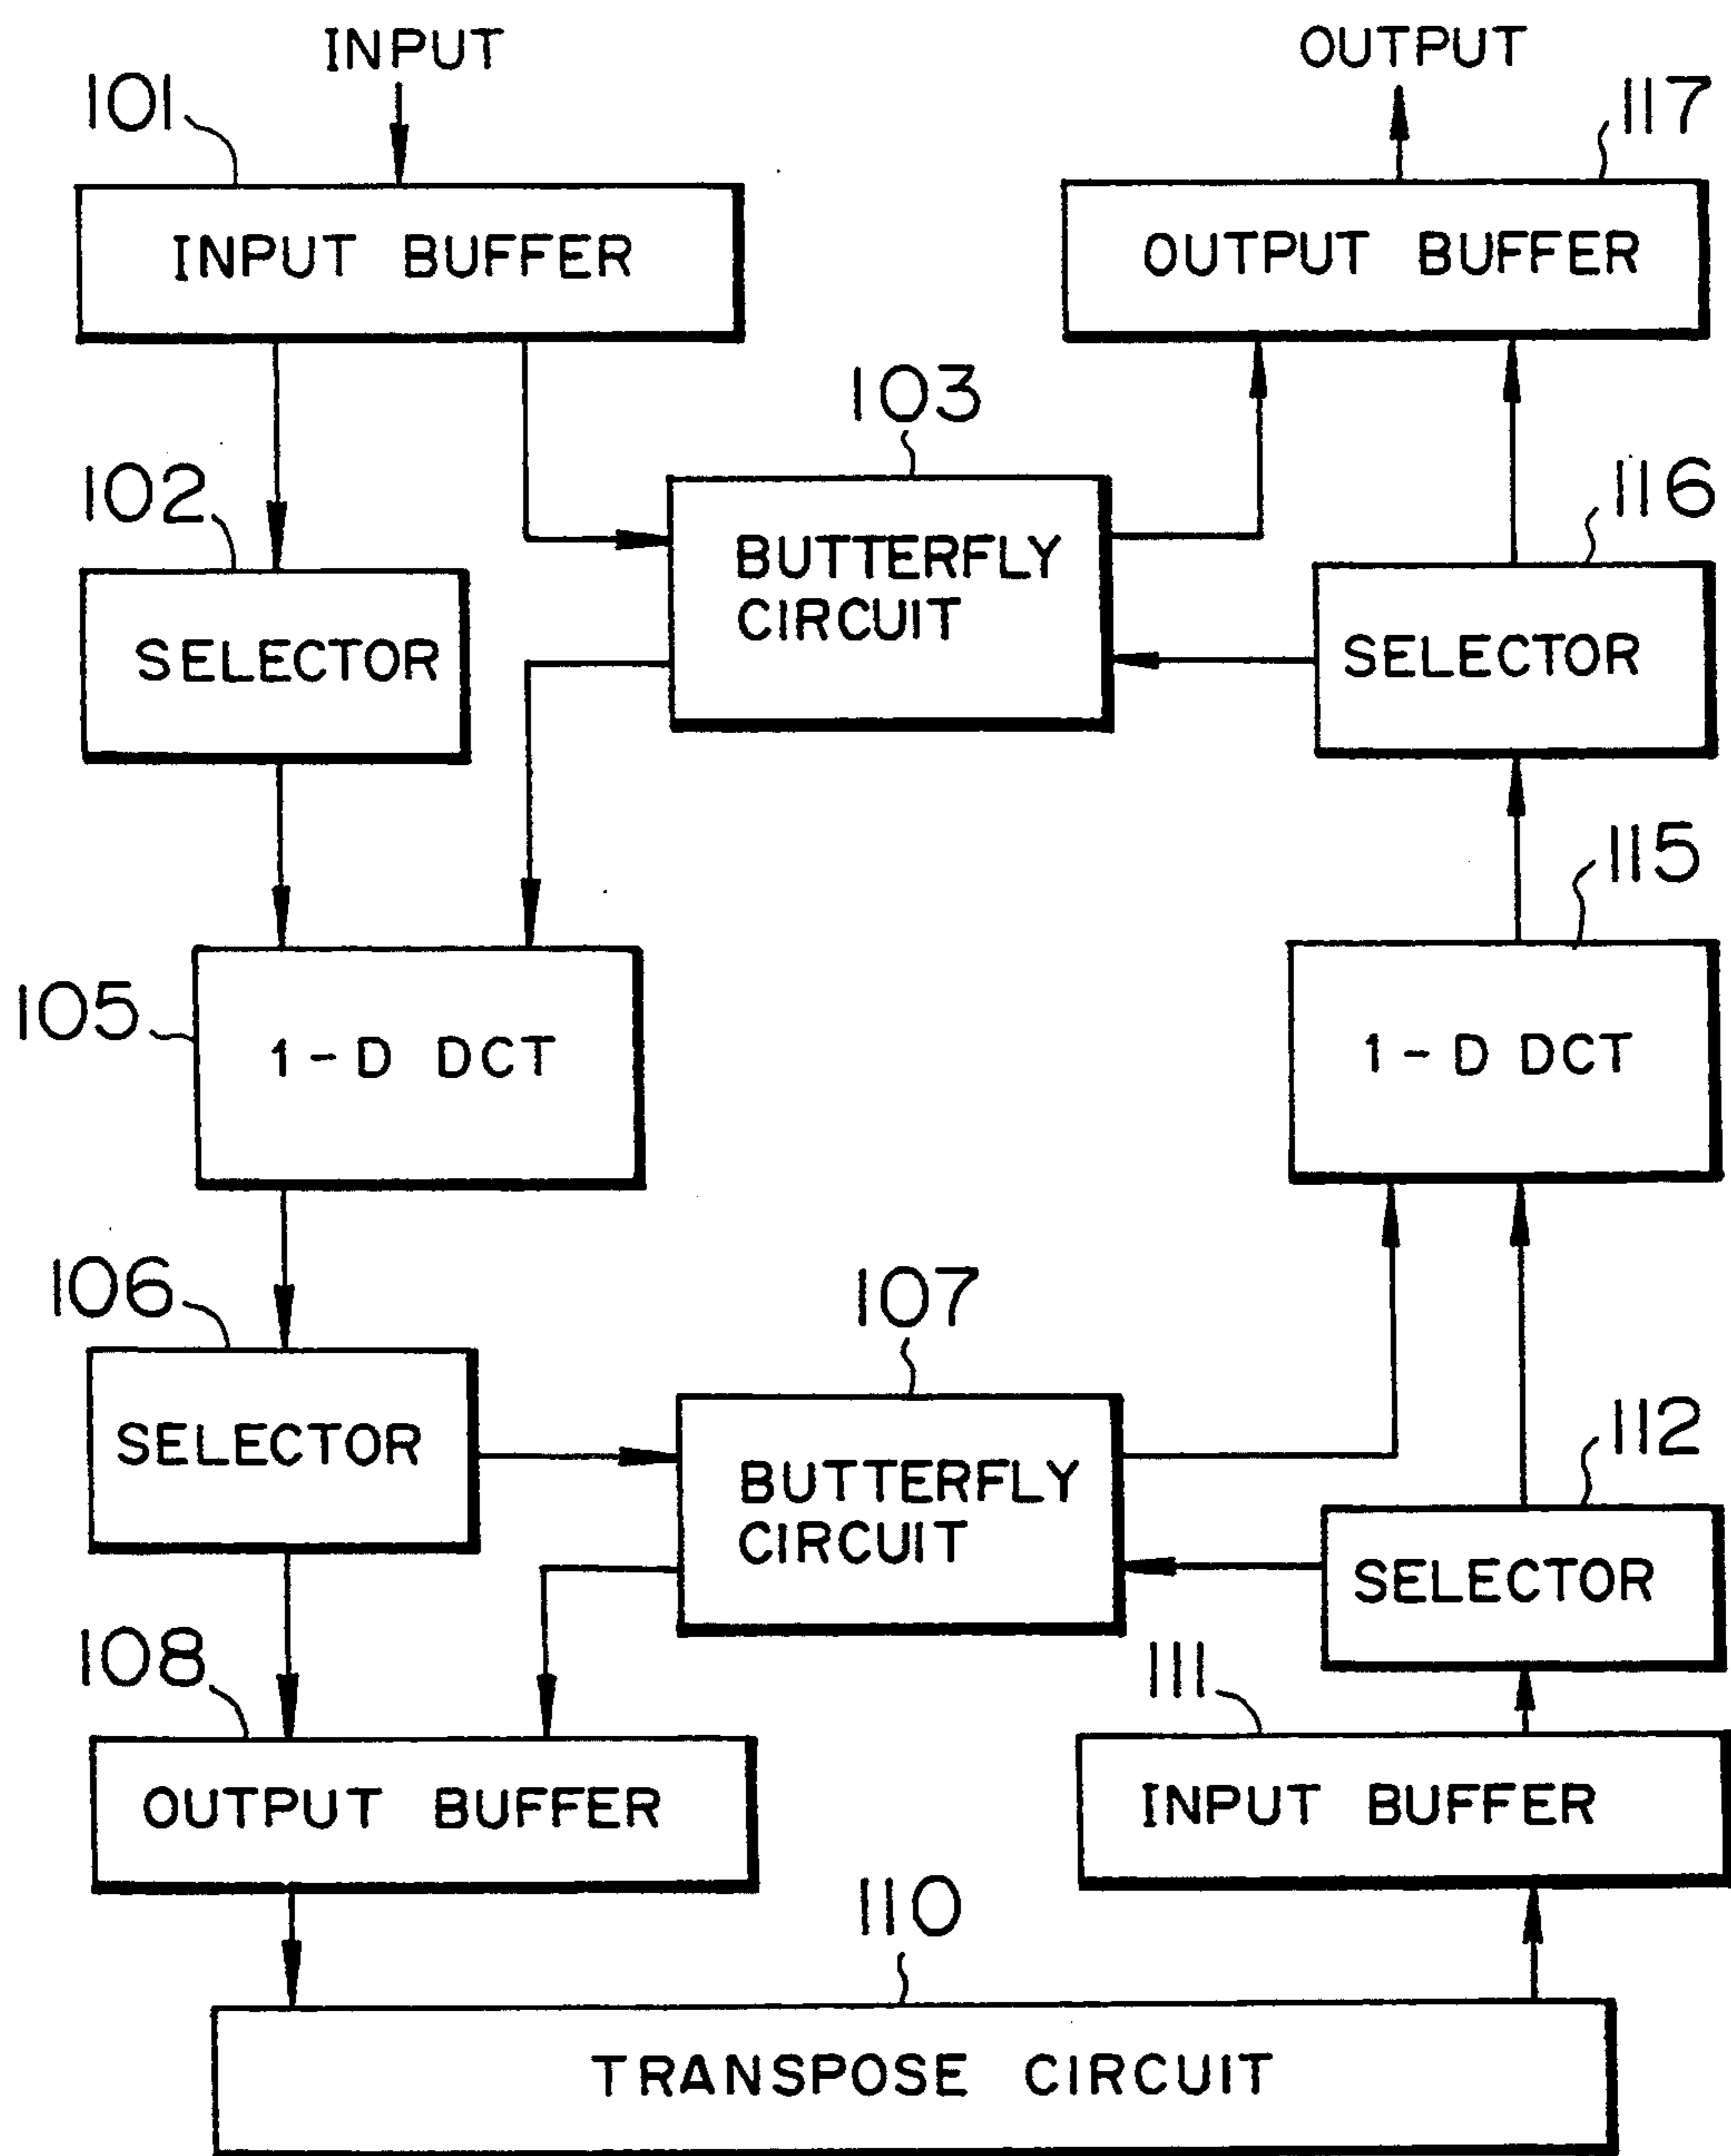 INPUT
OUTPUT
101
117
INPUT BUFFER
OUTPUT BUFFER
103
102
116
BUTTERFLY
CIRCUIT
SELECTOR
SELECTOR
115
105
1-D DCT
1-D DCT
106
107
112
SELECTOR
BUTTERFLY
CIRCUIT
SELECTOR
108
111
OUTPUT BUFFER
INPUT BUFFER
110
TRANSPOSE CIRCUIT